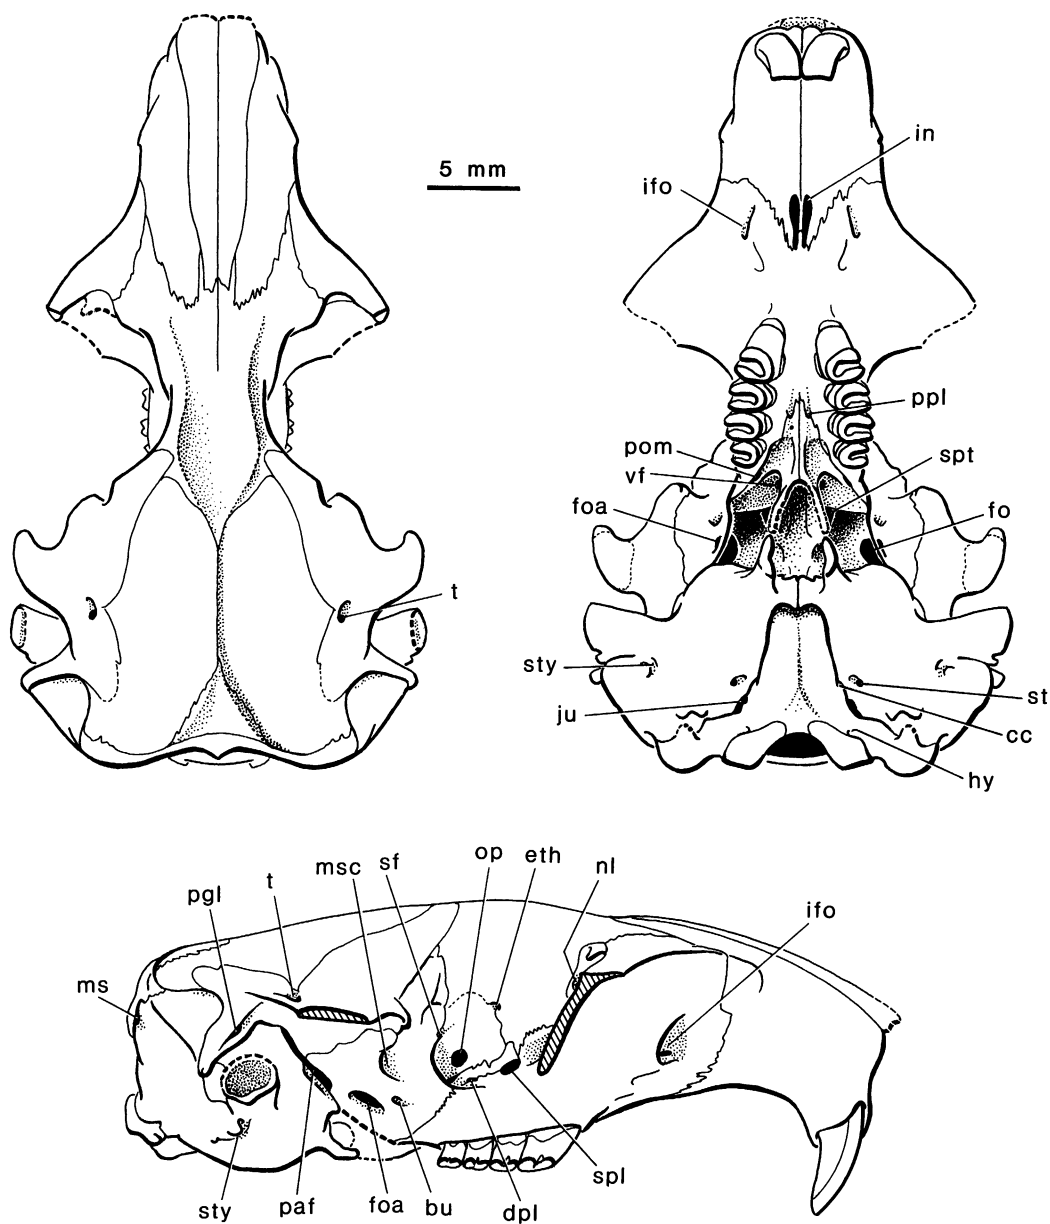 5 mm
in
ifo
ppl
pom
spt
vf
foa
fo
t
sty
st
ju
cc
hy
op
eth
sf
msc
nl
t
pgl
ifo
ms
spl
foa
bu
paf
sty
dpl